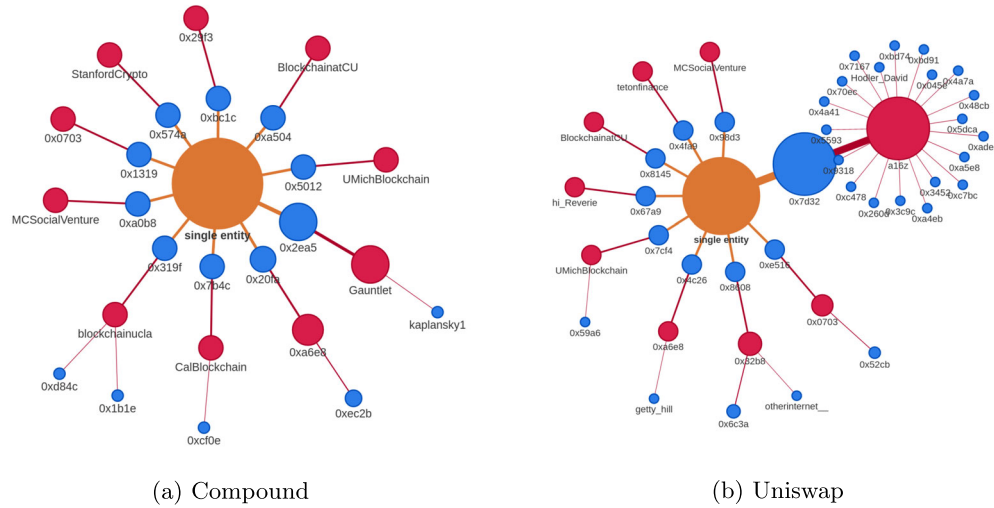 0x29f3
StanfordCrypto
BlockchainatCU
0xbc1c
0x574a
0xa504
0x0703
0x1319
0x5012
UMichBlockchain
MCSocialVenture
0xa0b8
single entity
0x2ea5
0x319f
0x7b4c
0x20fa
Gauntlet
blockchainucla
kaplansky1
CalBlockchain
0xa6e8
0xd84c
0x1b1e
0xec2b
0xcf0e
(a) Compound
MCSocialVenture
tetonfinance
BlockchainatCU
0x98d3
0x4fa9
0x8145
hi_Reverie
0x67a9
0x7cf4
single entity
0x7d32
UMichBlockchain
0x4c26
0x8608
0xe516
0x59a6
0xa6e8
0x32b8
0x0703
0x52cb
getty_hill
0x6c3a
otherinternet__
0xbd74
0xbd91
0x7167
Hodler_David
0x045e
0x4a7a
0x70ec
0x48cb
0x4a41
0x5dca
0x5593
0xade
a16z
0x9318
0xa5e8
0xc478
0x3452
0xc7bc
0x2606
0x3c9c
0xa4eb
(b) Uniswap